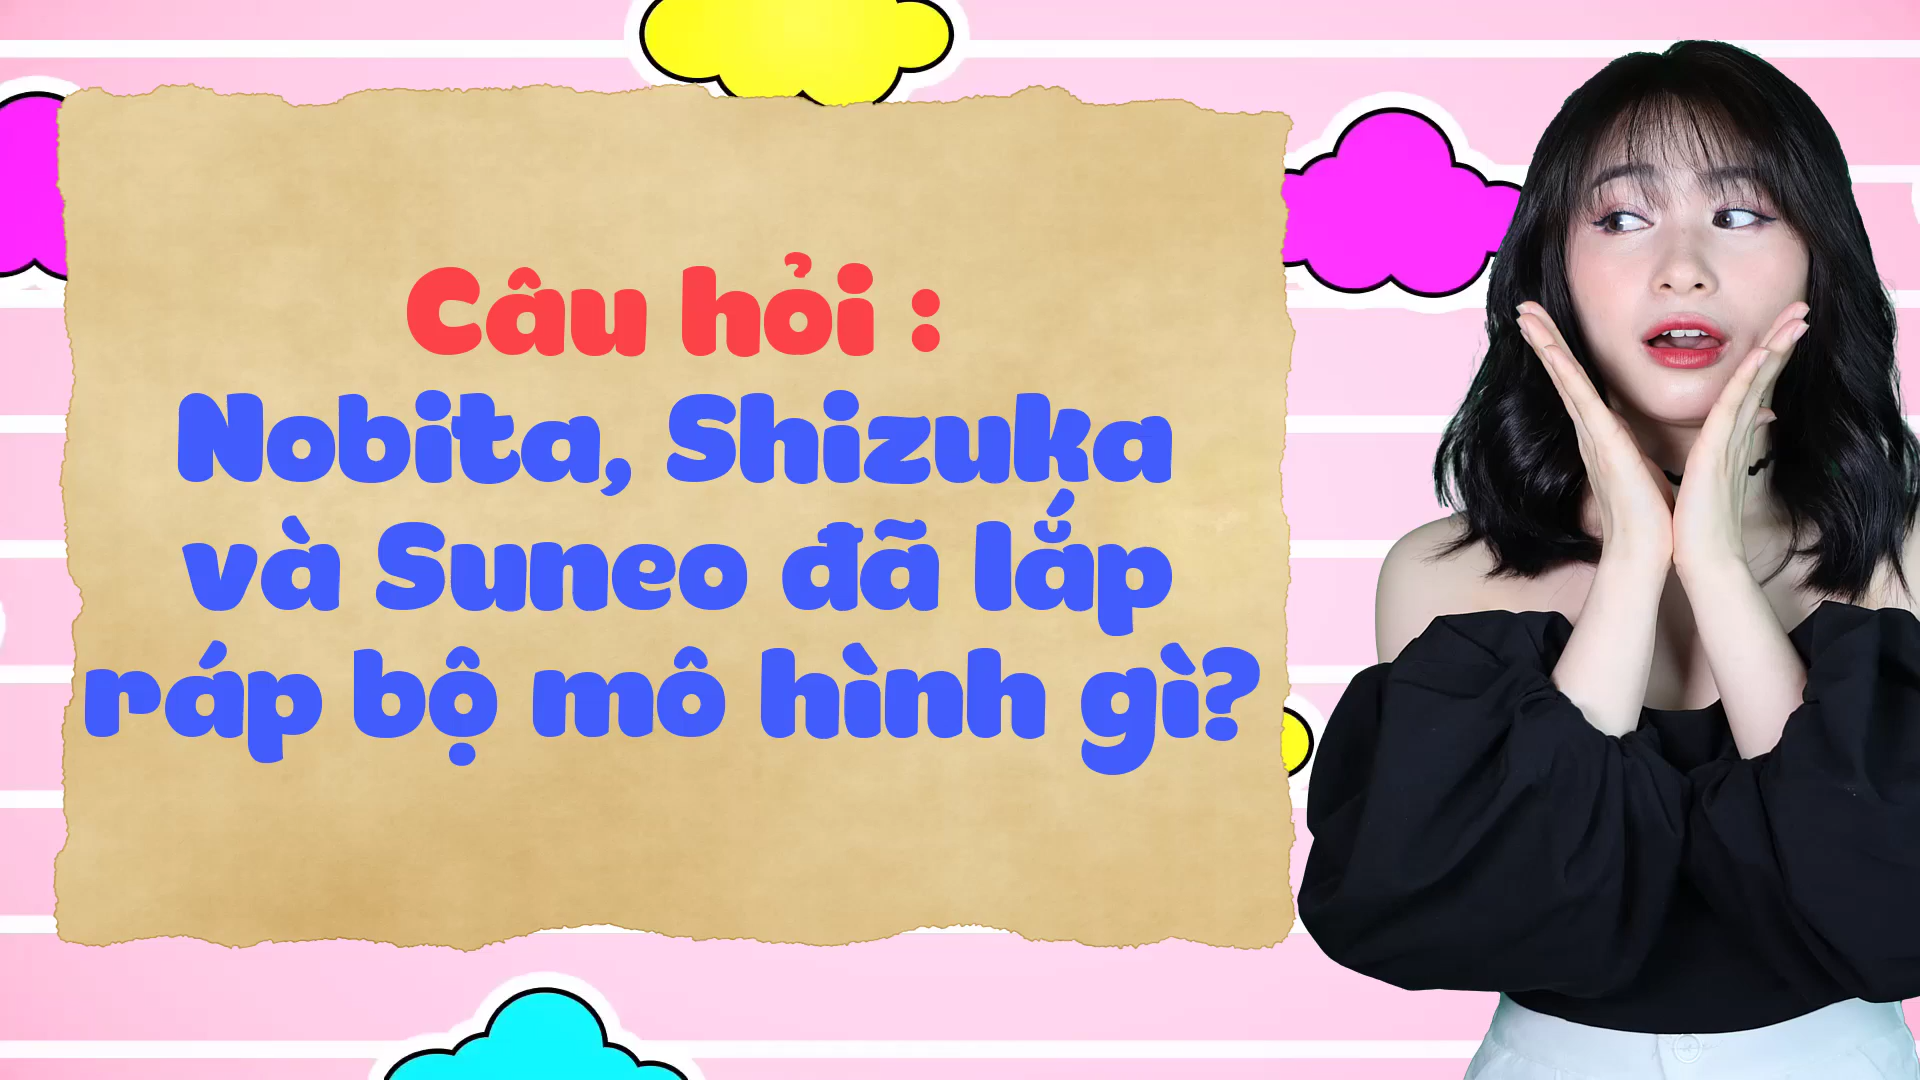 Câu hỏi :
Nobita, Shizuka
và Suneo đã lắp
ráp bộ mô hình gì?